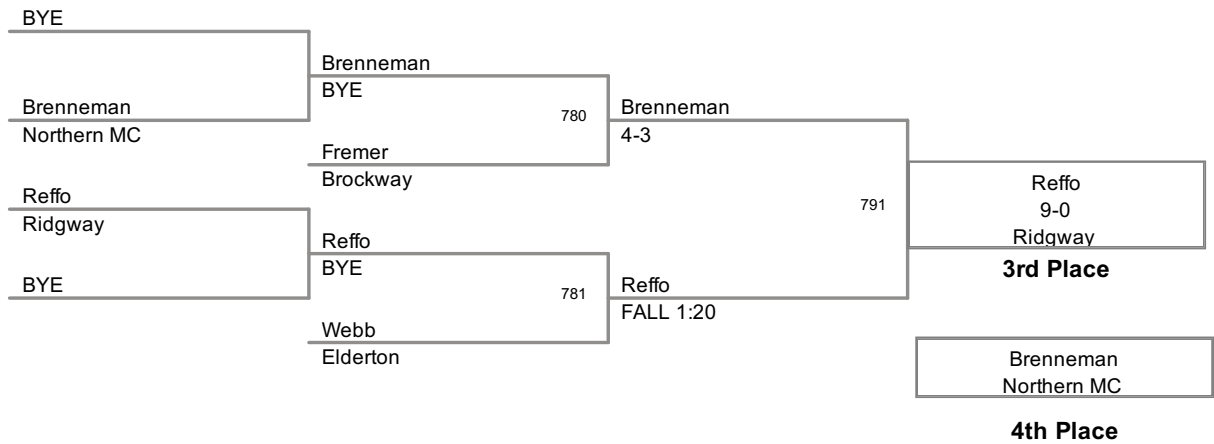 BYE
Brenneman
BYE
Brenneman
Northern MC
780
Brenneman
4-3
Fremer
Brockway
Reffo
Ridgway
791
Reffo
9-0
Ridgway
3rd Place
Reffo
BYE
BYE
781
Reffo
FALL 1:20
Webb
Elderton
Brenneman
Northern MC
4th Place